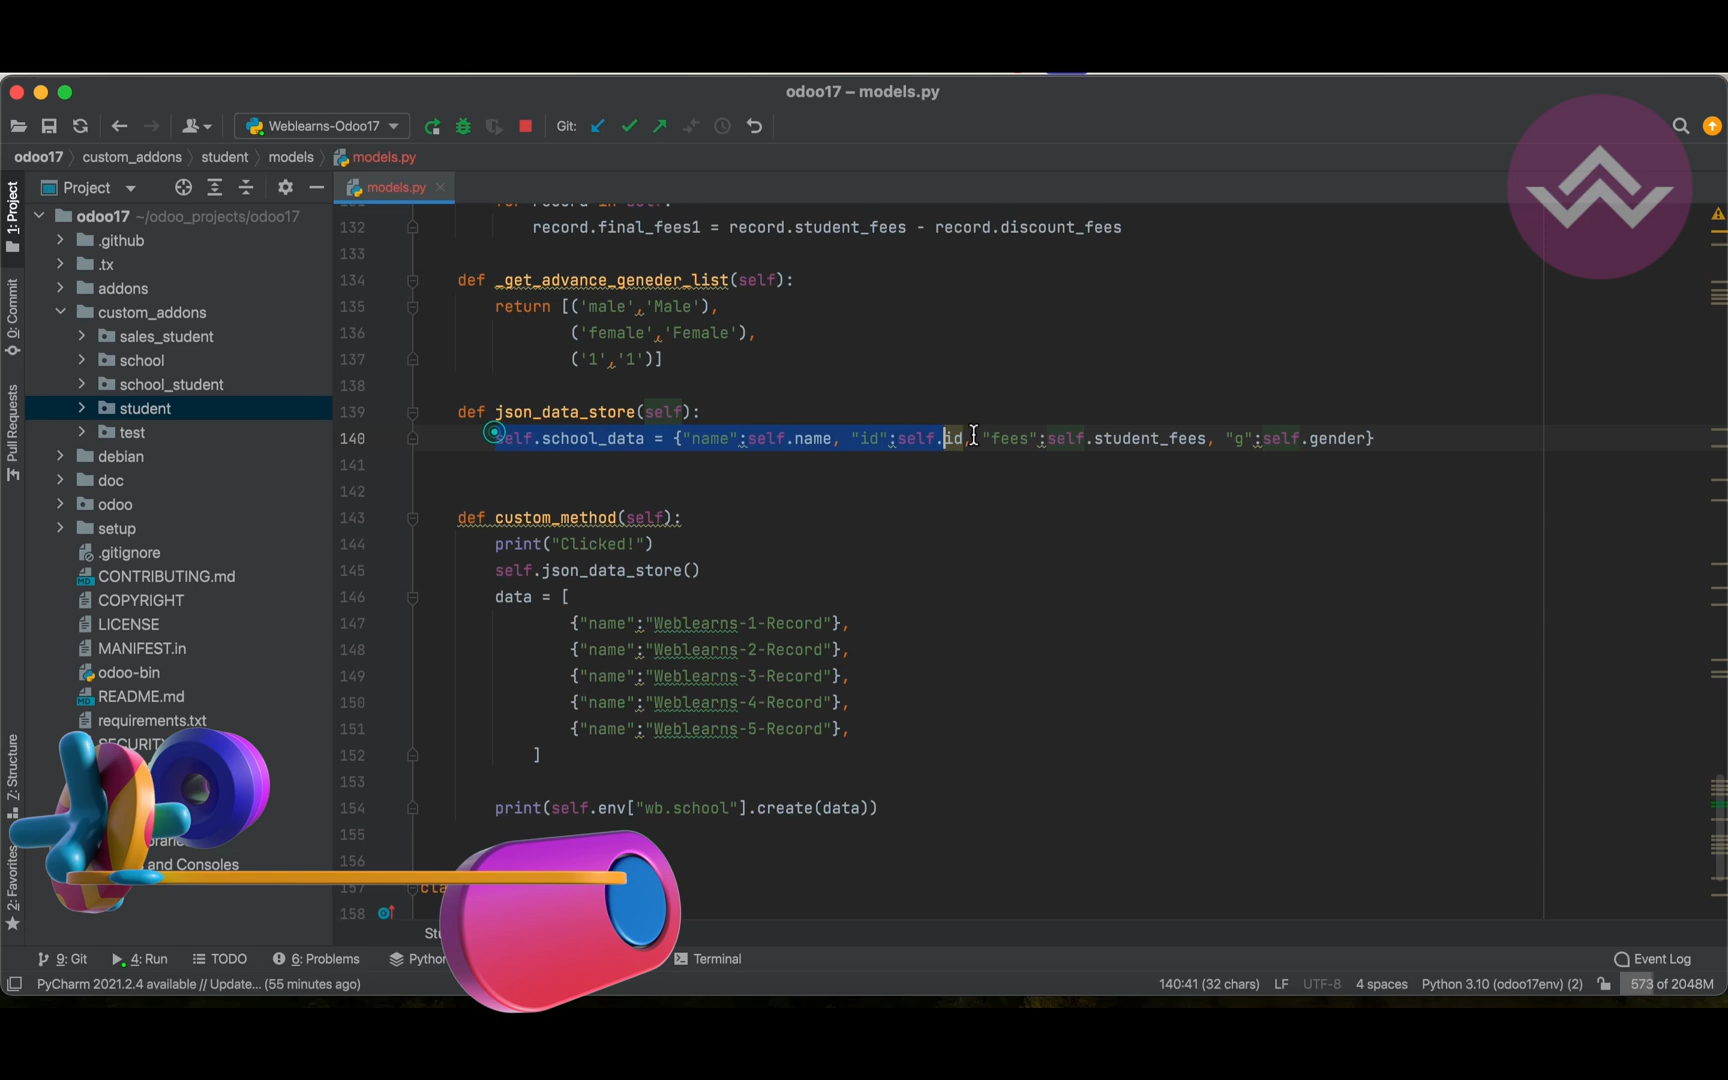 odoo17 – models.py
Weblearns-Odoo17
Git:
odoo17 custom_addons student models models.py
Project
models.py
1: Project
0: Commit
Pull Requests
Z: Structure
2: Favorites
odoo17 ~/odoo_projects/odoo17
.github
.tx
addons
custom_addons
sales_student
school
school_student
student
test
debian
doc
odoo
setup
.gitignore
CONTRIBUTING.md
COPYRIGHT
LICENSE
MANIFEST.in
odoo-bin
README.md
requirements.txt
and Consoles
for record in self:
132 record.final_fees1 = record.student_fees - record.discount_fees
133
134 def _get_advance_geneder_list(self):
135 return [('male','Male'),
136 ('female','Female'),
137 ('1','1')]
138
139 def json_data_store(self):
140 self.school_data = {"name":self.name, "id":self.id, "fees":self.student_fees, "g":self.gender}
141
142
143 def custom_method(self):
144 print("Clicked!")
145 self.json_data_store()
146 data = [
147 {"name":"Weblearns-1-Record"},
148 {"name":"Weblearns-2-Record"},
149 {"name":"Weblearns-3-Record"},
150 {"name":"Weblearns-4-Record"},
151 {"name":"Weblearns-5-Record"},
152 ]
153
154 print(self.env["wb.school"].create(data))
155
156
157 cla
158
9: Git 4: Run TODO 6: Problems Python Terminal Event Log
PyCharm 2021.2.4 available // Update... (55 minutes ago) 140:41 (32 chars) LF UTF-8 4 spaces Python 3.10 (odoo17env) (2) 573 of 2048M